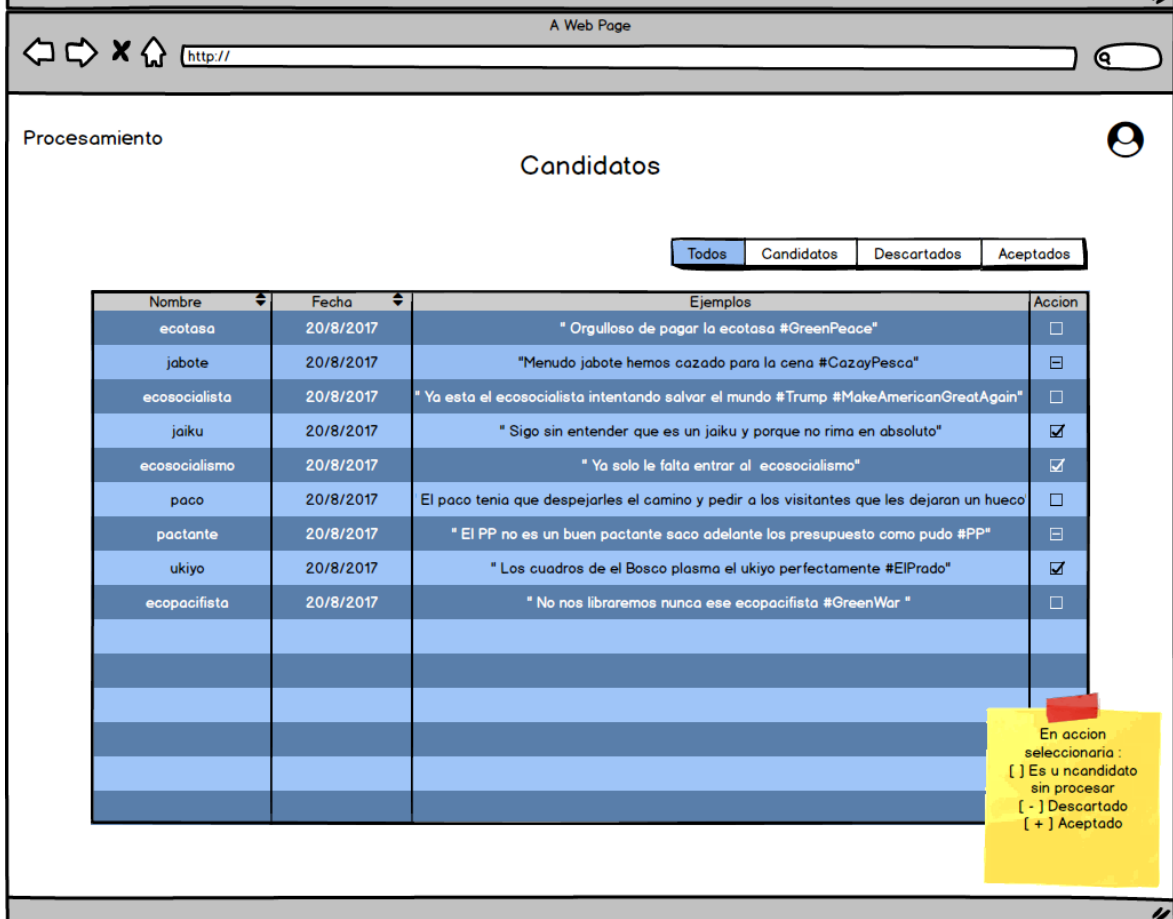 A Web Page
http://
Procesamiento
Candidatos
Todos Candidatos Descartados Aceptados
Nombre Fecha Ejemplos Accion
ecotasa 20/8/2017 " Orgulloso de pagar la ecotasa #GreenPeace"
jabote 20/8/2017 "Menudo jabote hemos cazado para la cena #CazayPesca"
ecosocialista 20/8/2017 " Ya esta el ecosocialista intentando salvar el mundo #Trump #MakeAmericanGreatAgain"
jaiku 20/8/2017 " Sigo sin entender que es un jaiku y porque no rima en absoluto"
ecosocialismo 20/8/2017 " Ya solo le falta entrar al ecosocialismo"
paco 20/8/2017 " El paco tenia que despejarles el camino y pedir a los visitantes que les dejaran un hueco"
pactante 20/8/2017 " El PP no es un buen pactante saco adelante los presupuesto como pudo #PP"
ukiyo 20/8/2017 " Los cuadros de el Bosco plasma el ukiyo perfectamente #ElPrado"
ecopacifista 20/8/2017 " No nos libraremos nunca ese ecopacifista #GreenWar "
En accion
seleccionaria :
[ ] Es u ncandidato
sin procesar
[ - ] Descartado
[ + ] Aceptado